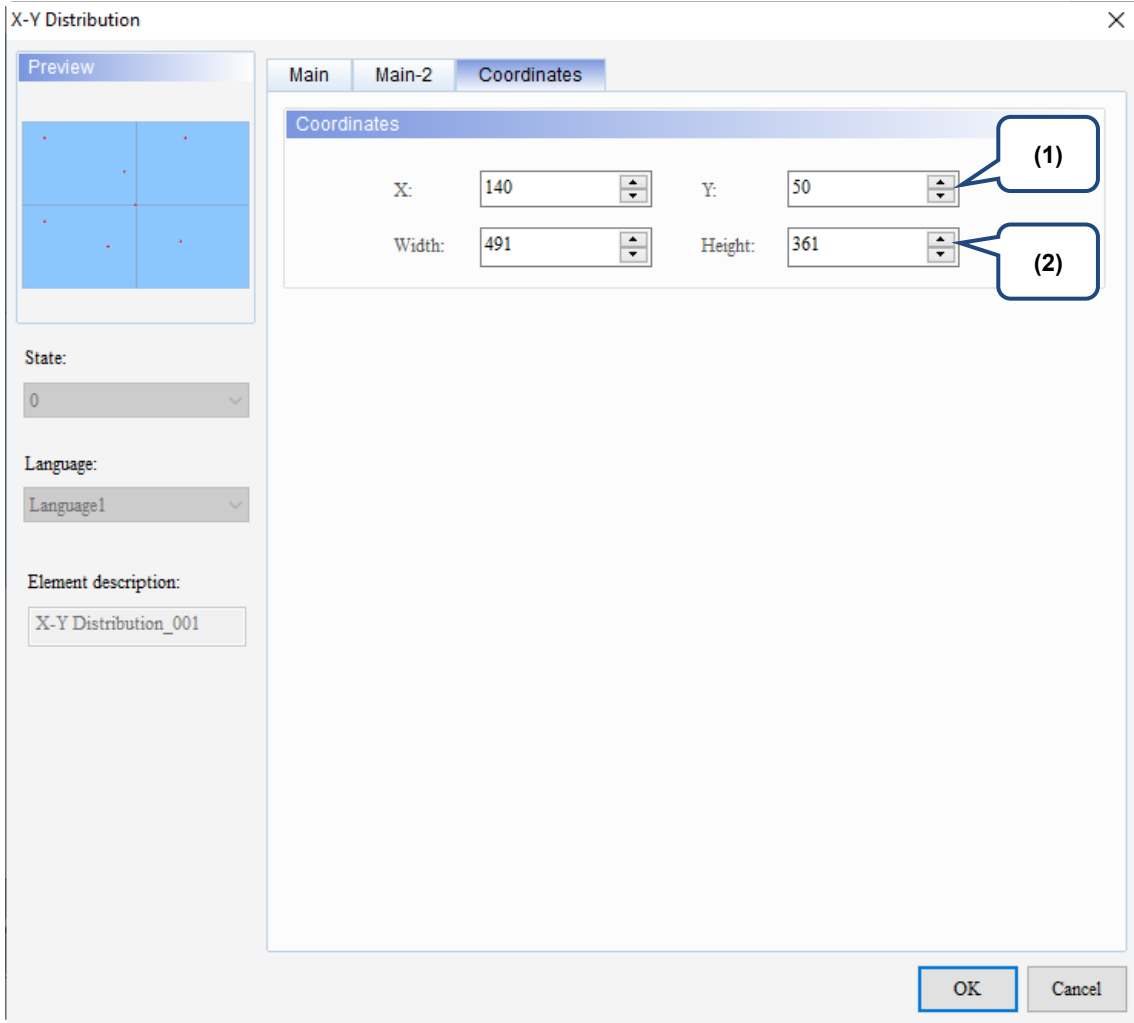 X-Y Distribution
Preview
Main Main-2 Coordinates
Coordinates
X: 140 Y: 50
(1)
Width: 491 Height: 361
(2)
State:
0
Language:
Language1
Element description:
X-Y Distribution_001
OK Cancel